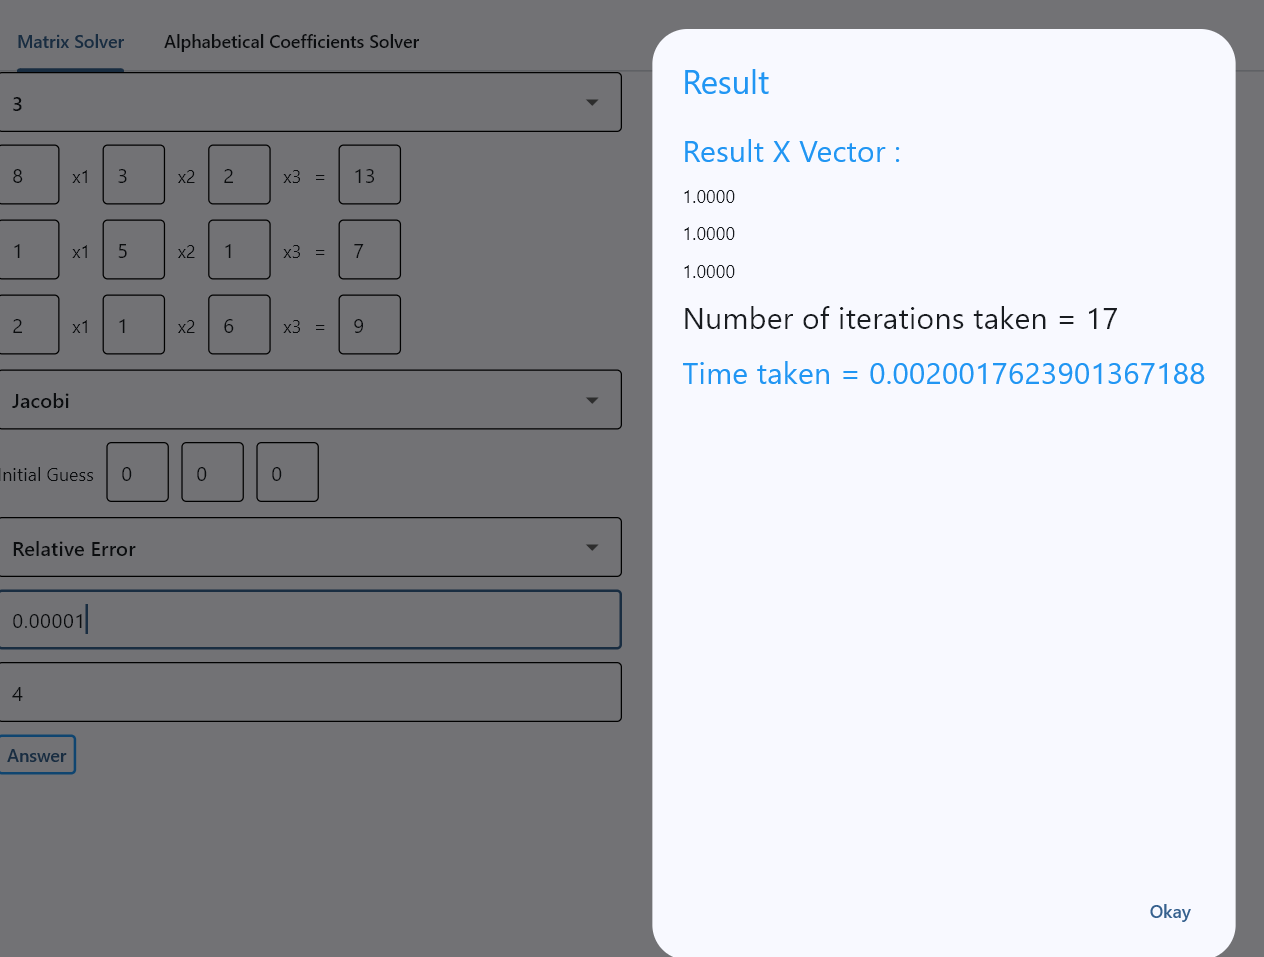 Matrix Solver Alphabetical Coefficients Solver
3
8 x1 3 x2 2 x3 = 13
1 x1 5 x2 1 x3 = 7
2 x1 1 x2 6 x3 = 9
Jacobi
Initial Guess 0 0 0
Relative Error
0.00001
4
Answer
Result
Result X Vector :
1.0000
1.0000
1.0000
Number of iterations taken = 17
Time taken = 0.0020017623901367188
Okay